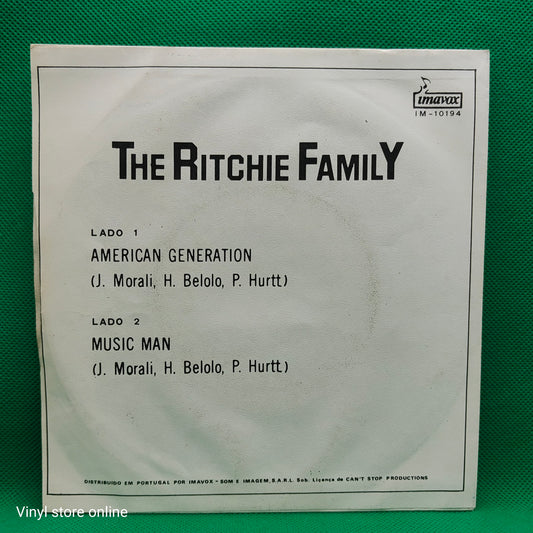 imavox
IM-10194
THE RITCHIE FAMILY
LADO 1
AMERICAN GENERATION
(J. Morali, H. Belolo, P. Hurtt)
LADO 2
MUSIC MAN
(J. Morali, H. Belolo, P. Hurtt)
DISTRIBUIDO EM PORTUGAL POR IMAVOX - SOM E IMAGEM, S.A.R.L. Sob. Licença de CAN'T STOP PRODUCTIONS
Vinyl store online